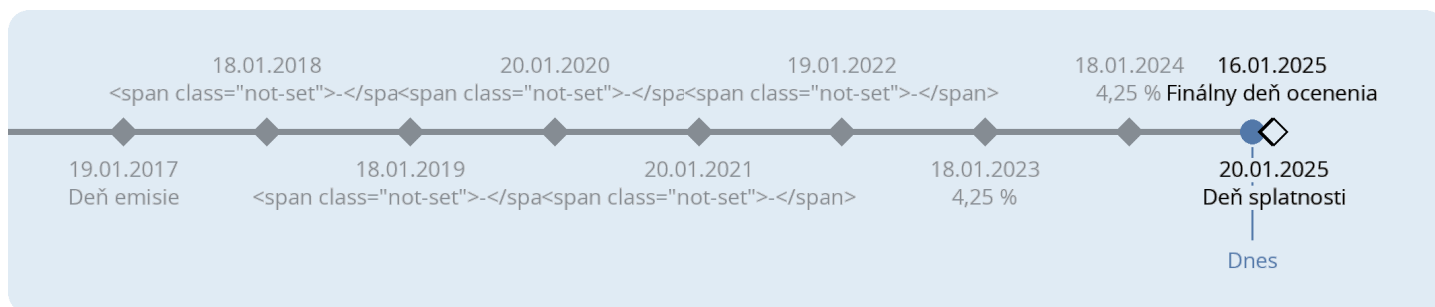 18.01.2018
<span class="not-set">-</spa
20.01.2020
<span class="not-set">-</spa
19.01.2022
<span class="not-set">-</span>
18.01.2024
4,25 %
16.01.2025
Finálny deň ocenenia
19.01.2017
Deň emisie
18.01.2019
<span class="not-set">-</spa
20.01.2021
<span class="not-set">-</span>
18.01.2023
4,25 %
20.01.2025
Deň splatnosti
Dnes